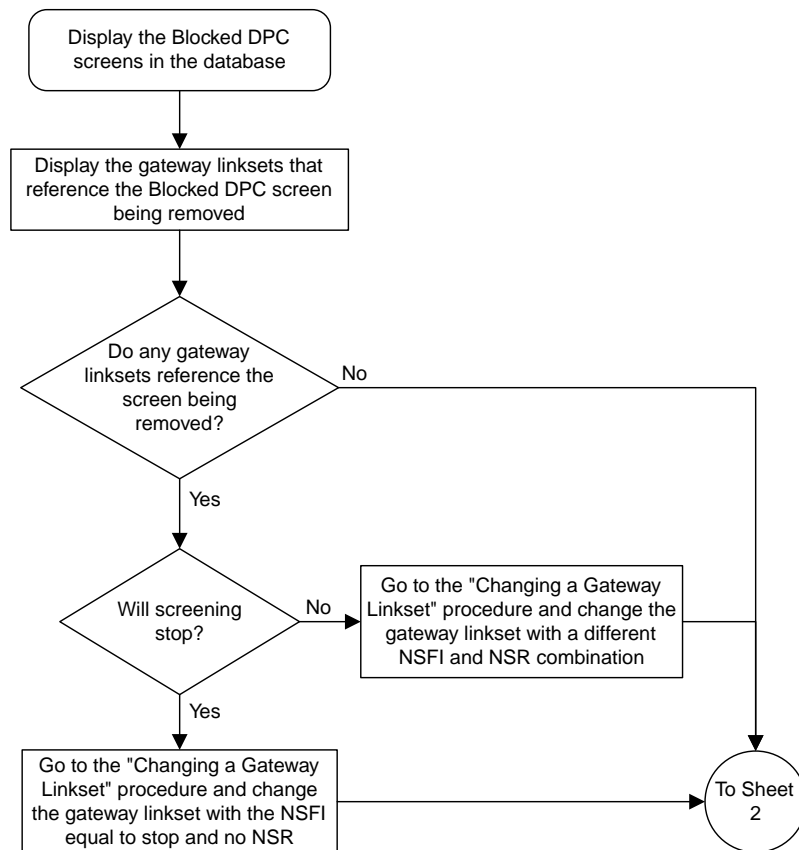 Display the Blocked DPC
screens in the database
Display the gateway linksets that
reference the Blocked DPC screen
being removed
Do any gateway
linksets reference the
screen being
removed?
No
Yes
Will screening
stop?
No
Go to the "Changing a Gateway
Linkset" procedure and change the
gateway linkset with a different
NSFI and NSR combination
Yes
Go to the "Changing a Gateway
Linkset" procedure and change
the gateway linkset with the NSFI
equal to stop and no NSR
To Sheet
2